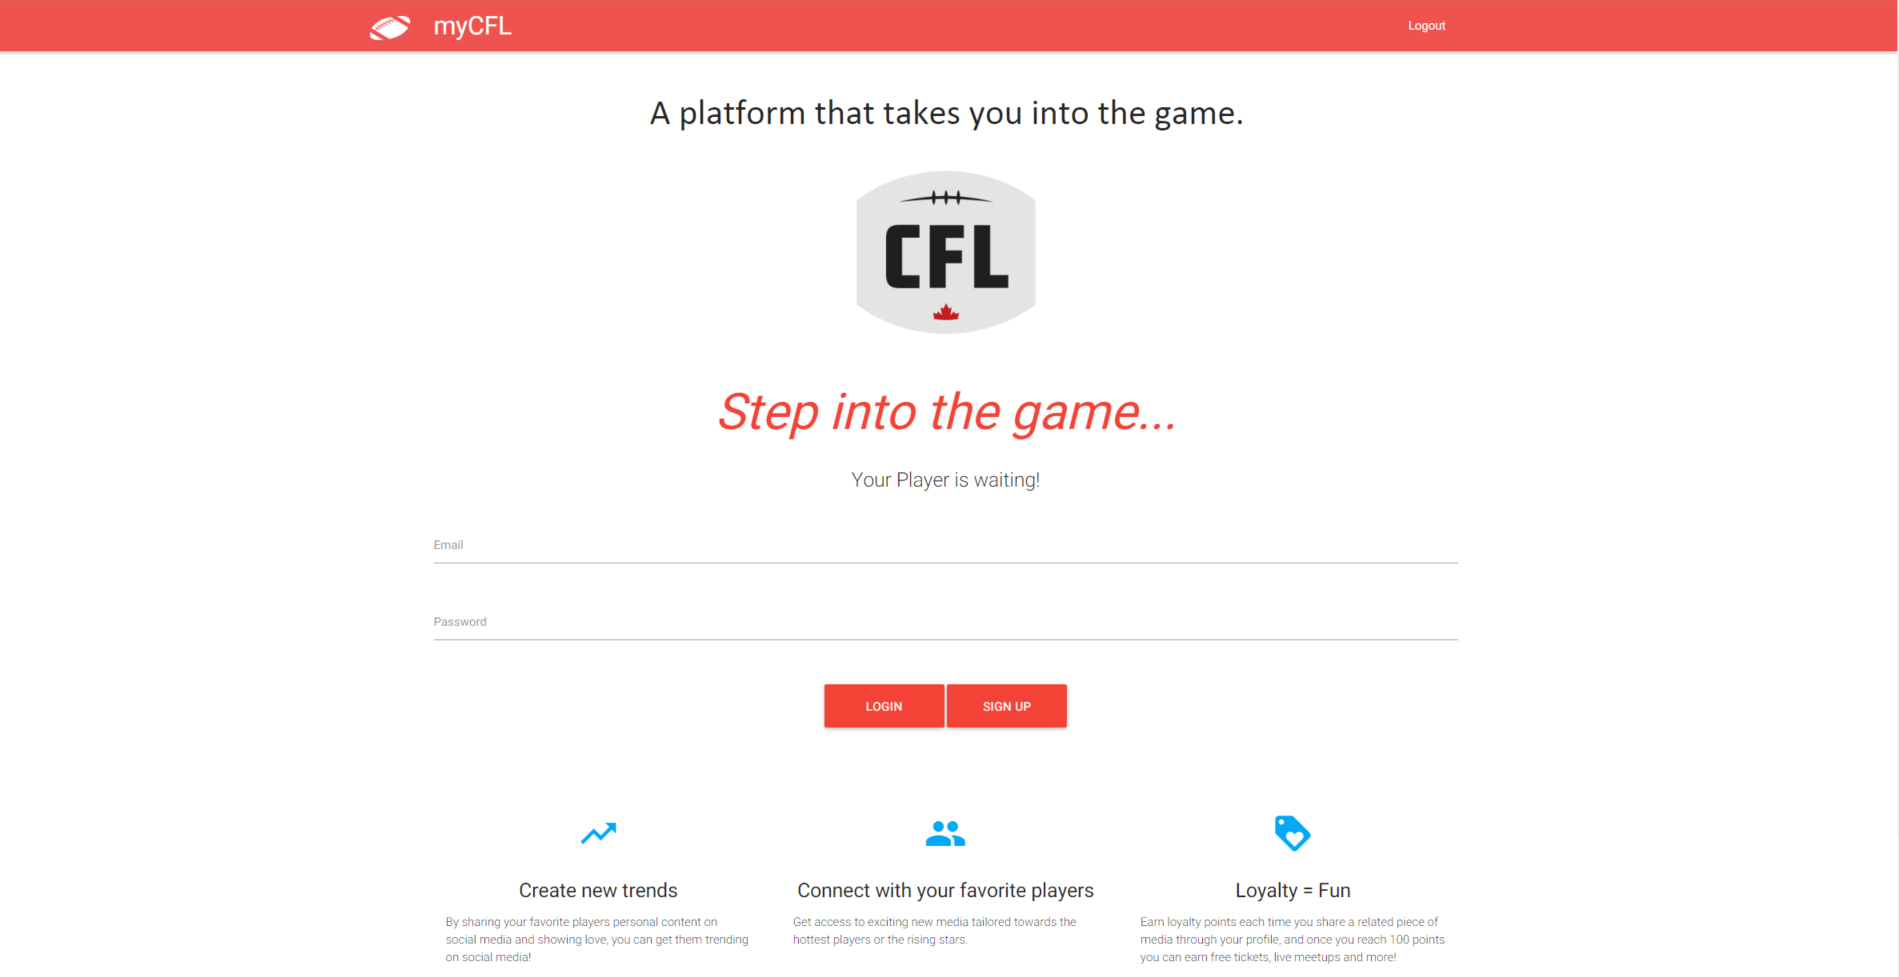 myCFL
Logout
A platform that takes you into the game.
CFL
Step into the game...
Your Player is waiting!
Email
Password
LOGIN
SIGN UP
Create new trends
By sharing your favorite players personal content on
social media and showing love, you can get them trending
on social media!
Connect with your favorite players
Get access to exciting new media tailored towards the
hottest players or the rising stars.
Loyalty = Fun
Earn loyalty points each time you share a related piece of
media through your profile, and once you reach 100 points
you can earn free tickets, live meetups and more!